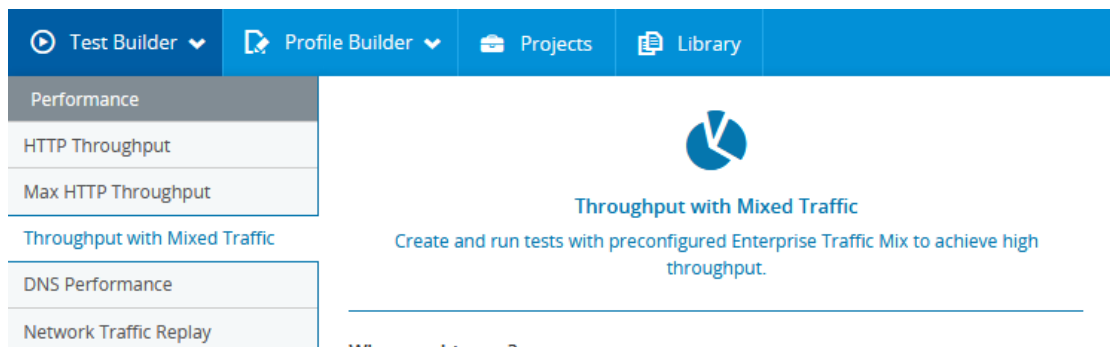 Test Builder
Profile Builder
Projects
Library
Performance
HTTP Throughput
Max HTTP Throughput
Throughput with Mixed Traffic
DNS Performance
Network Traffic Replay
Throughput with Mixed Traffic
Create and run tests with preconfigured Enterprise Traffic Mix to achieve high
throughput.